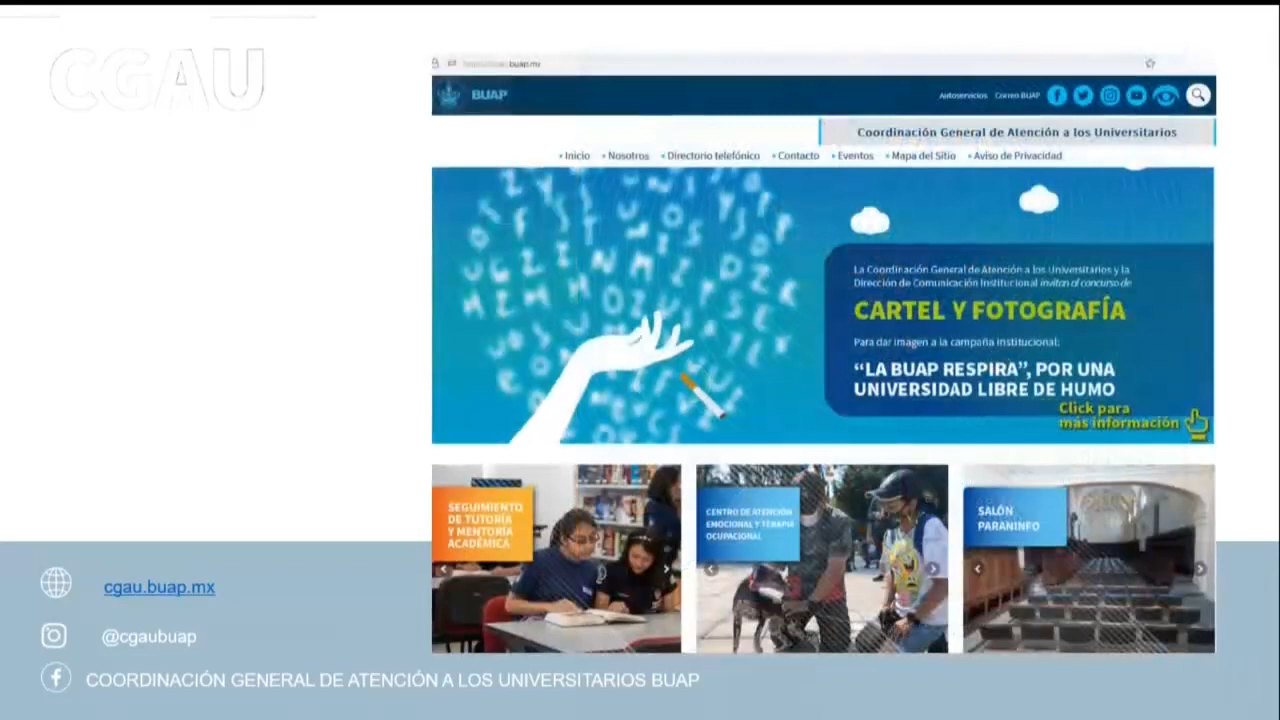 CGAU
buap.mx
BUAP
Autoservicios Correo BUAP
Coordinación General de Atención a los Universitarios
Inicio Nosotros Directorio telefónico Contacto Eventos Mapa del Sitio Aviso de Privacidad
La Coordinación General de Atención a los Universitarios y la
Dirección de Comunicación Institucional invitan al concurso de
CARTEL Y FOTOGRAFÍA
Para dar imagen a la campaña institucional:
“LA BUAP RESPIRA”, POR UNA
UNIVERSIDAD LIBRE DE HUMO
Click para
más información
SEGUIMIENTO
DE TUTORÍA
Y MENTORÍA
ACADÉMICA
CENTRO DE ATENCIÓN
EMOCIONAL Y TERAPIA
OCUPACIONAL
SALÓN
PARANINFO
cgau.buap.mx
@cgaubuap
COORDINACIÓN GENERAL DE ATENCIÓN A LOS UNIVERSITARIOS BUAP